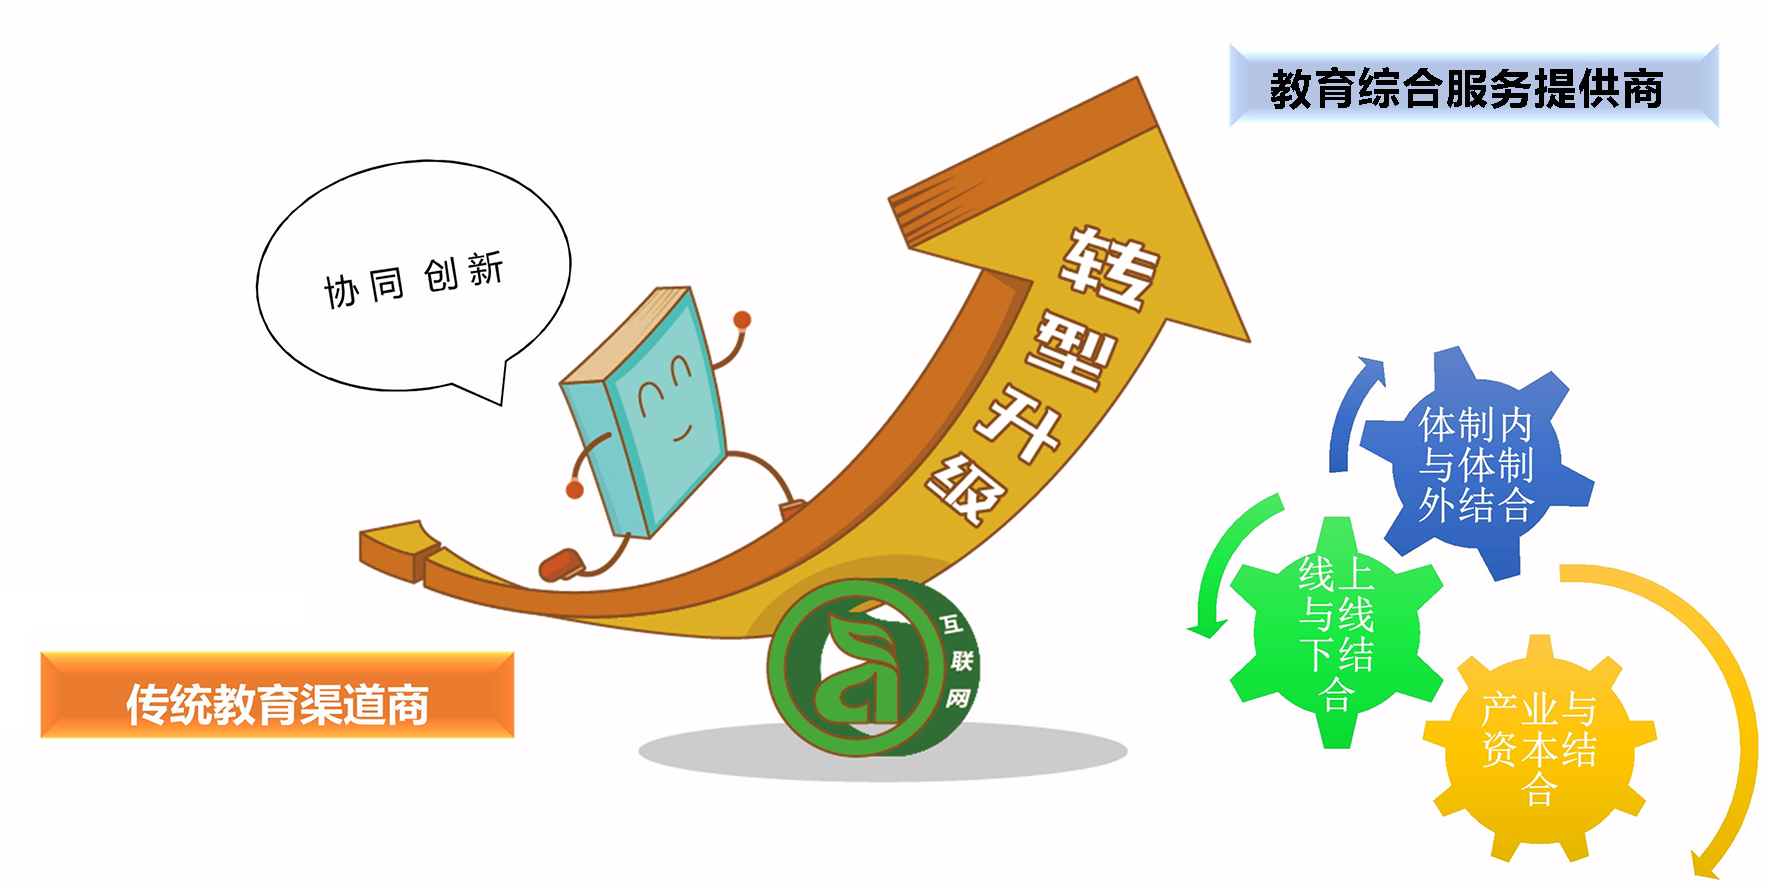 教育综合服务提供商
协同 创新
转型升级
体制内
与体制
外结合
线上
与线
下结
合
产业与
资本结
合
互联网
传统教育渠道商